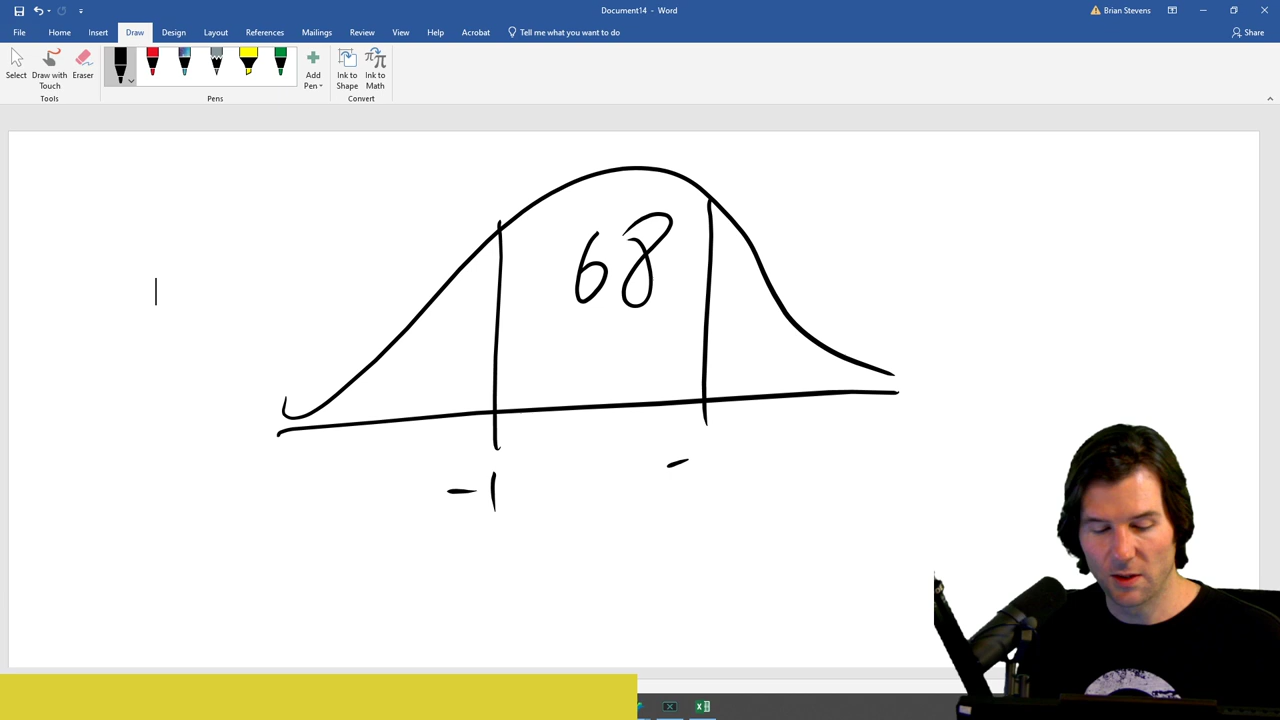 Document14 - Word
Brian Stevens
File Home Insert Draw Design Layout References Mailings Review View Help Acrobat Tell me what you want to do Share
Select Draw with Touch Eraser Add Pen Ink to Shape Ink to Math
Tools Pens Convert
68
-1 -